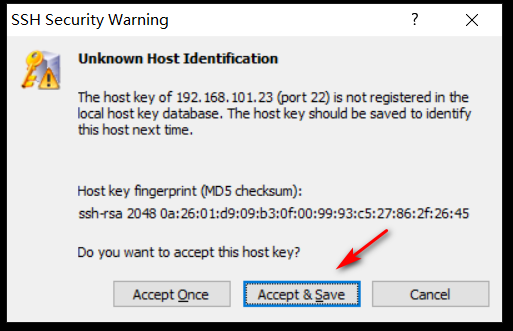 SSH Security Warning ?
Unknown Host Identification
The host key of 192.168.101.23 (port 22) is not registered in the
local host key database. The host key should be saved to identify
this host next time.
Host key fingerprint (MD5 checksum):
ssh-rsa 2048 0a:26:01:d9:09:b3:0f:00:99:93:c5:27:86:2f:26:45
Do you want to accept this host key?
Accept Once Accept & Save Cancel